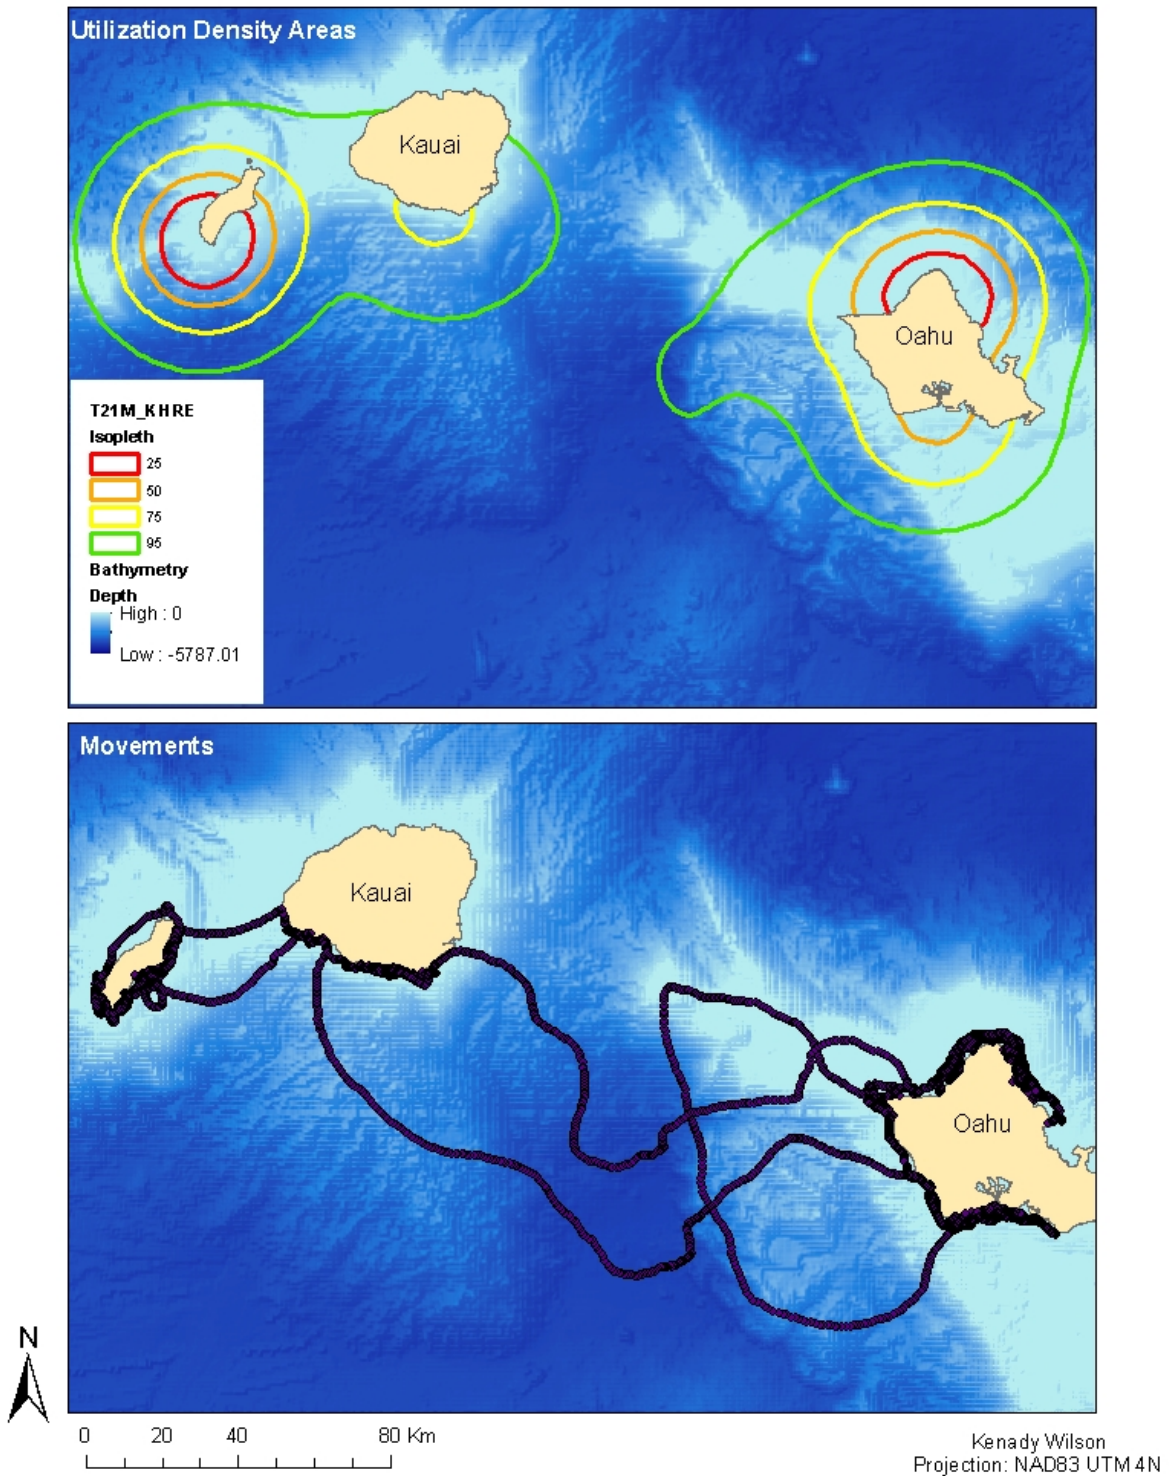 Utilization Density Areas
Kauai
Oahu
T21M_KHRE
Isopleth
25
50
75
95
Bathymetry
Depth
High : 0
Low : -5787.01
Movements
Kauai
Oahu
N
0 20 40 80 Km
Kenady Wilson
Projection: NAD83 UTM 4N